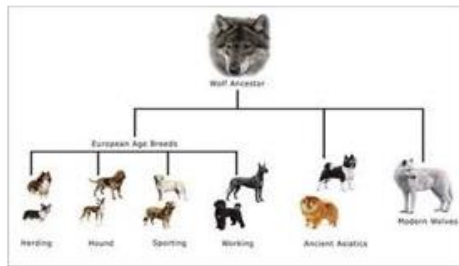 Wolf Ancestor
European Age Breeds
Herding
Hound
Sporting
Working
Ancient Asiatics
Modern Wolves